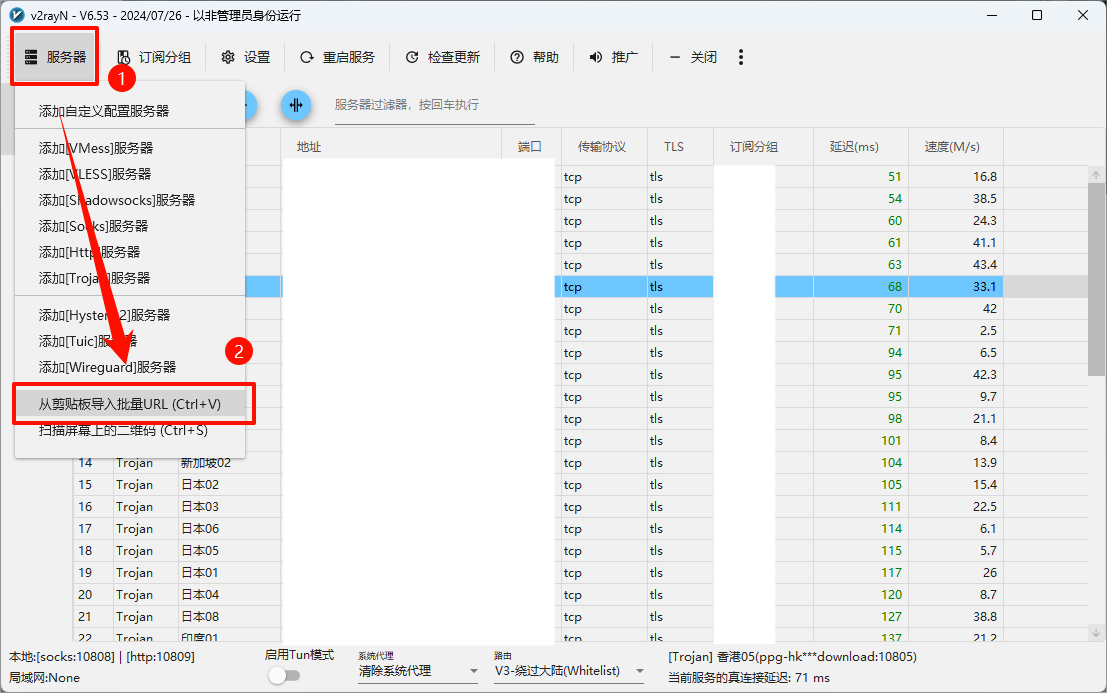 v2rayN - V6.53 - 2024/07/26 - 以非管理员身份运行
服务器 订阅分组 设置 重启服务 检查更新 帮助 推广 关闭
1
添加自定义配置服务器
服务器过滤器，按回车执行
添加[VMess]服务器
添加[VLESS]服务器
添加[Shadowsocks]服务器
添加[Socks]服务器
添加[Http]服务器
添加[Trojan]服务器
添加[Hysteria2]服务器
添加[Tuic]服务器
添加[Wireguard]服务器
2
从剪贴板导入批量URL (Ctrl+V)
扫描屏幕上的二维码 (Ctrl+S)
地址 端口 传输协议 TLS 订阅分组 延迟(ms) 速度(M/s)
tcp tls 51 16.8
tcp tls 54 38.5
tcp tls 60 24.3
tcp tls 61 41.1
tcp tls 63 43.4
tcp tls 68 33.1
tcp tls 70 42
tcp tls 71 2.5
tcp tls 94 6.5
tcp tls 95 42.3
tcp tls 95 9.7
tcp tls 98 21.1
tcp tls 101 8.4
14 Trojan 新加坡02 tcp tls 104 13.9
15 Trojan 日本02 tcp tls 105 15.4
16 Trojan 日本03 tcp tls 111 22.5
17 Trojan 日本06 tcp tls 114 6.1
18 Trojan 日本05 tcp tls 115 5.7
19 Trojan 日本01 tcp tls 117 26
20 Trojan 日本04 tcp tls 120 8.7
21 Trojan 日本08 tcp tls 127 38.8
22 Trojan 印度01 tcp tls 137 21.2
本地:[socks:10808] | [http:10809] 启用Tun模式 系统代理 路由 [Trojan] 香港05(ppg-hk***download:10805)
局域网:None 清除系统代理 V3-绕过大陆(Whitelist) 当前服务的真连接延迟: 71 ms